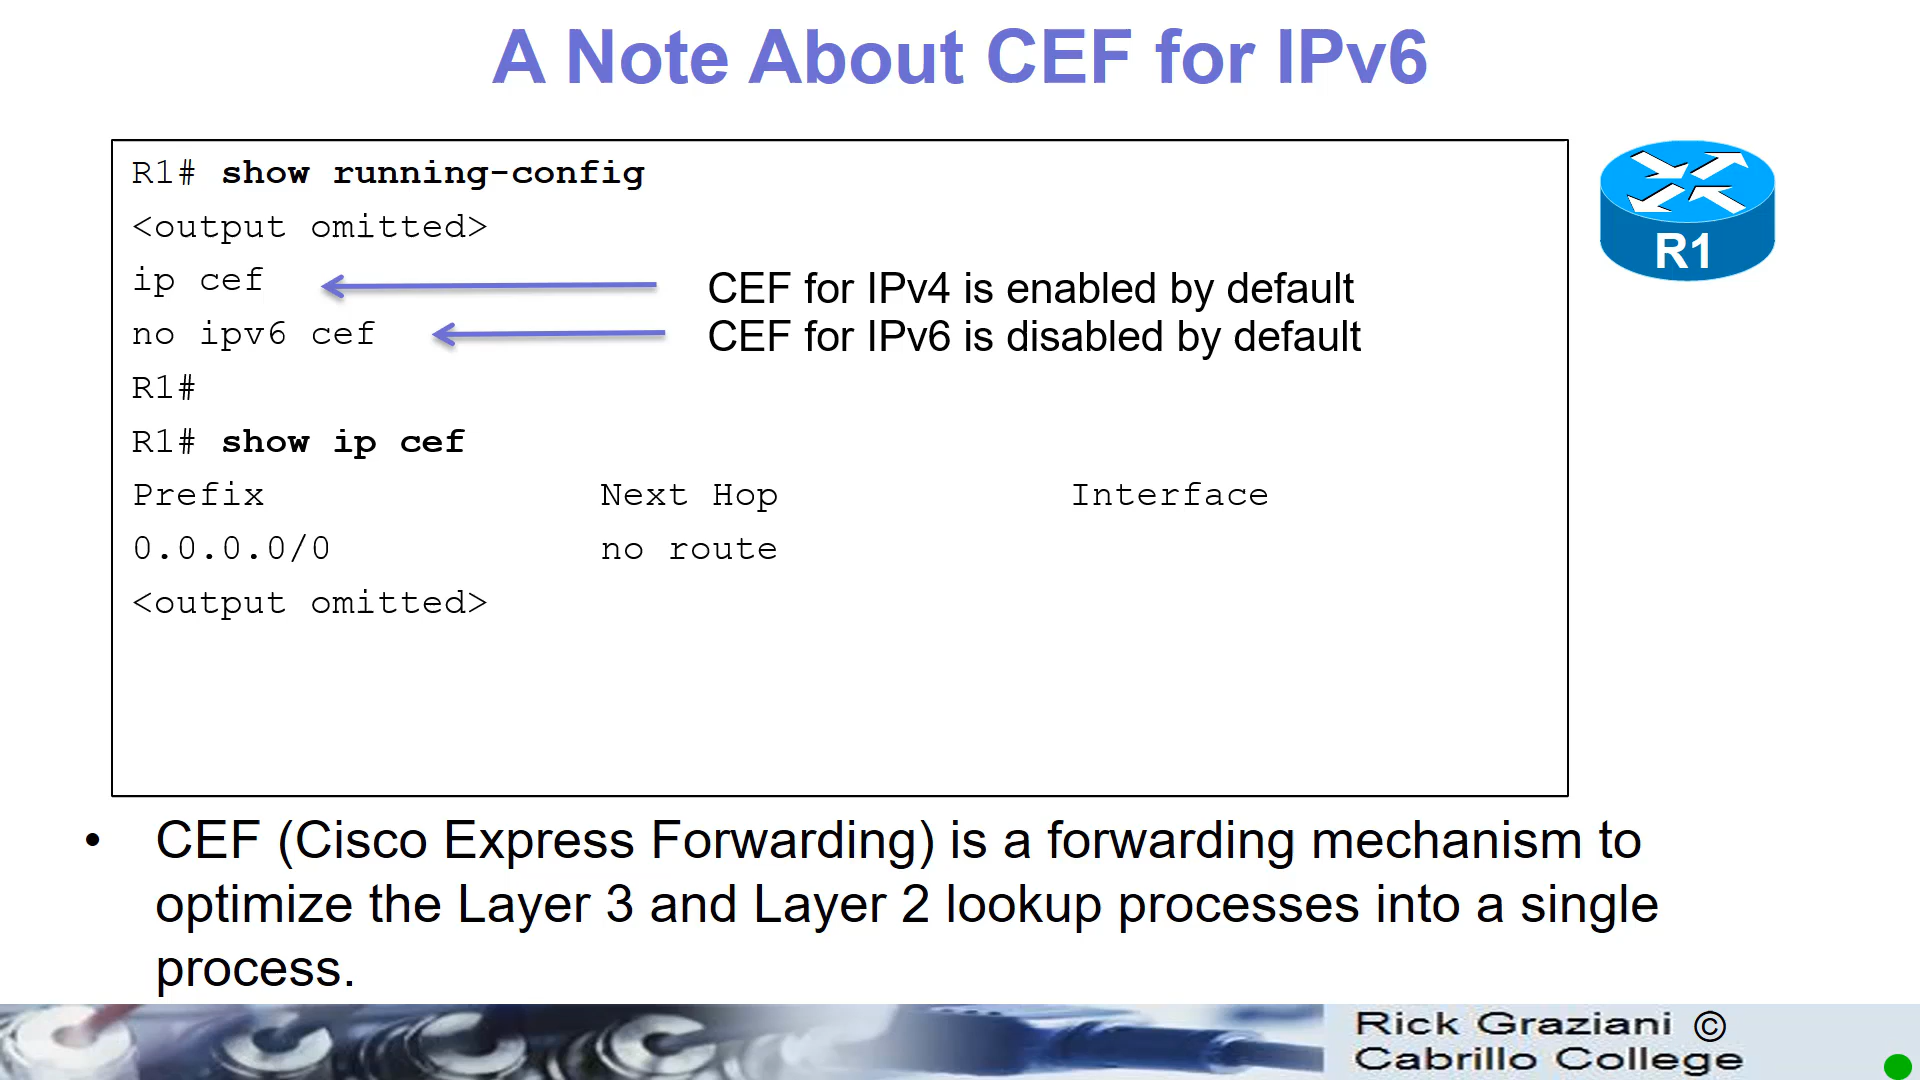 A Note About CEF for IPv6
R1# show running-config
<output omitted>
ip cef
CEF for IPv4 is enabled by default
no ipv6 cef
CEF for IPv6 is disabled by default
R1#
R1# show ip cef
Prefix Next Hop Interface
0.0.0.0/0 no route
<output omitted>
R1
• CEF (Cisco Express Forwarding) is a forwarding mechanism to
optimize the Layer 3 and Layer 2 lookup processes into a single
process.
Rick Graziani ©
Cabrillo College